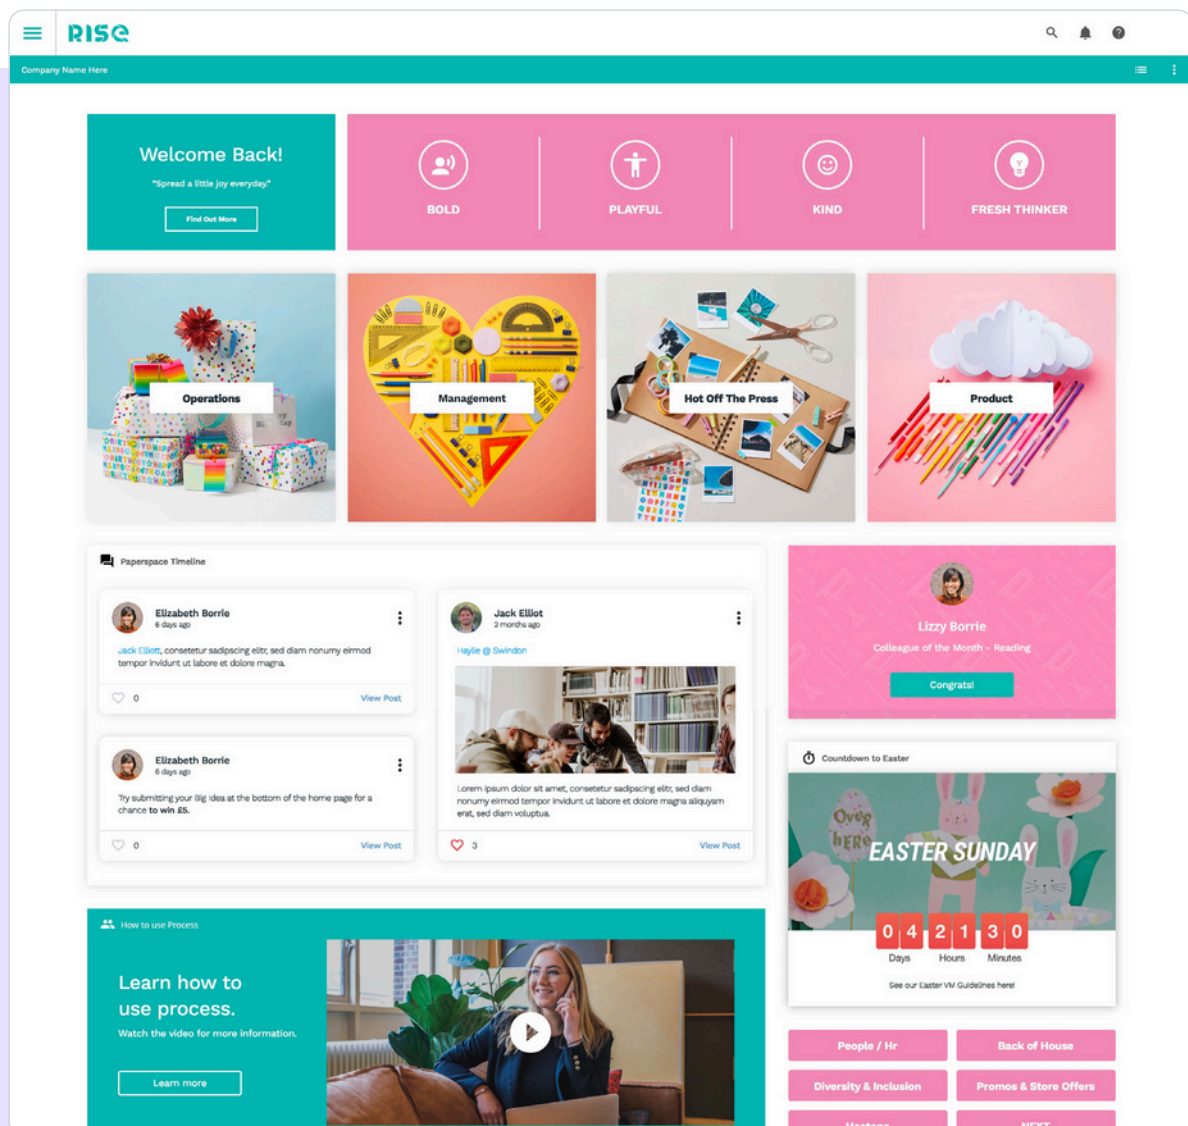 RISE
Company Name Here
Welcome Back!
"Spread a little joy everyday."
Find Out More
BOLD
PLAYFUL
KIND
FRESH THINKER
Operations
Management
Hot Off The Press
Product
Paperspace Timeline
Elizabeth Borrie
6 days ago
Jack Elliott, consetetur sadipscing elitr, sed diam nonumy eirmod
tempor invidunt ut labore et dolore magna.
0
View Post
Elizabeth Borrie
6 days ago
Try submitting your Big Idea at the bottom of the home page for a
chance to win £5.
0
View Post
Jack Elliot
2 months ago
Haylie @ Swindon
Lorem ipsum dolor sit amet, consetetur sadipscing elitr, sed diam
nonumy eirmod tempor invidunt ut labore et dolore magna aliquyam
erat, sed diam voluptua.
3
View Post
Lizzy Borrie
Colleague of the Month - Reading
Congrats!
Countdown to Easter
Over
hERE
EASTER SUNDAY
04 21 30
Days Hours Minutes
See our Easter VM Guidelines here!
How to use Process
Learn how to
use process.
Watch the video for more information.
Learn more
People / Hr
Back of House
Diversity & Inclusion
Promos & Store Offers
NEXT